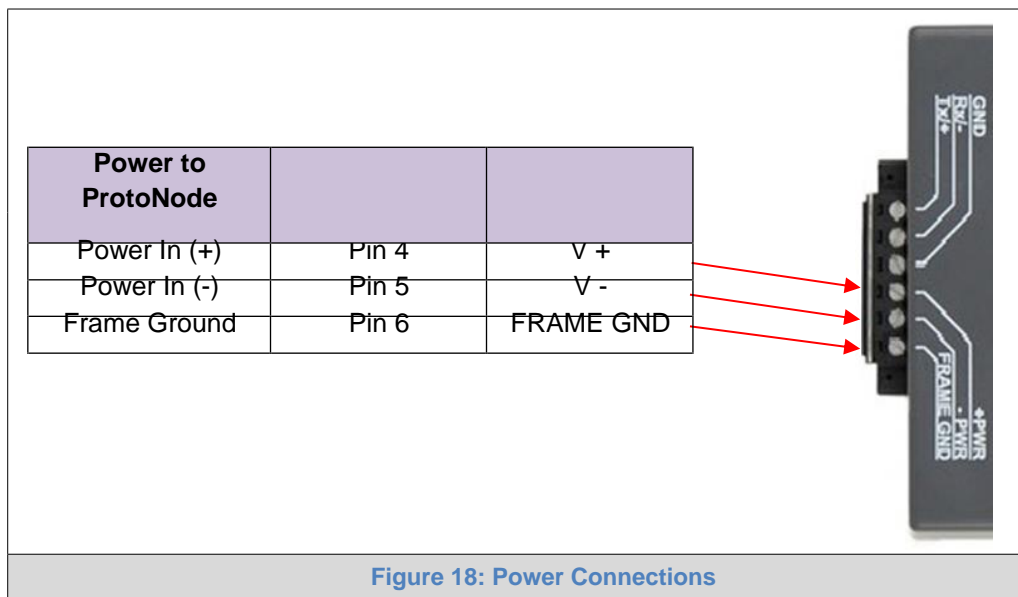 Power to
ProtoNode
Power In (+) Pin 4 V +
Power In (-) Pin 5 V -
Frame Ground Pin 6 FRAME GND
GND
Rx/-
Tx/+
+PWR
- PWR
FRAME GND
Figure 18: Power Connections